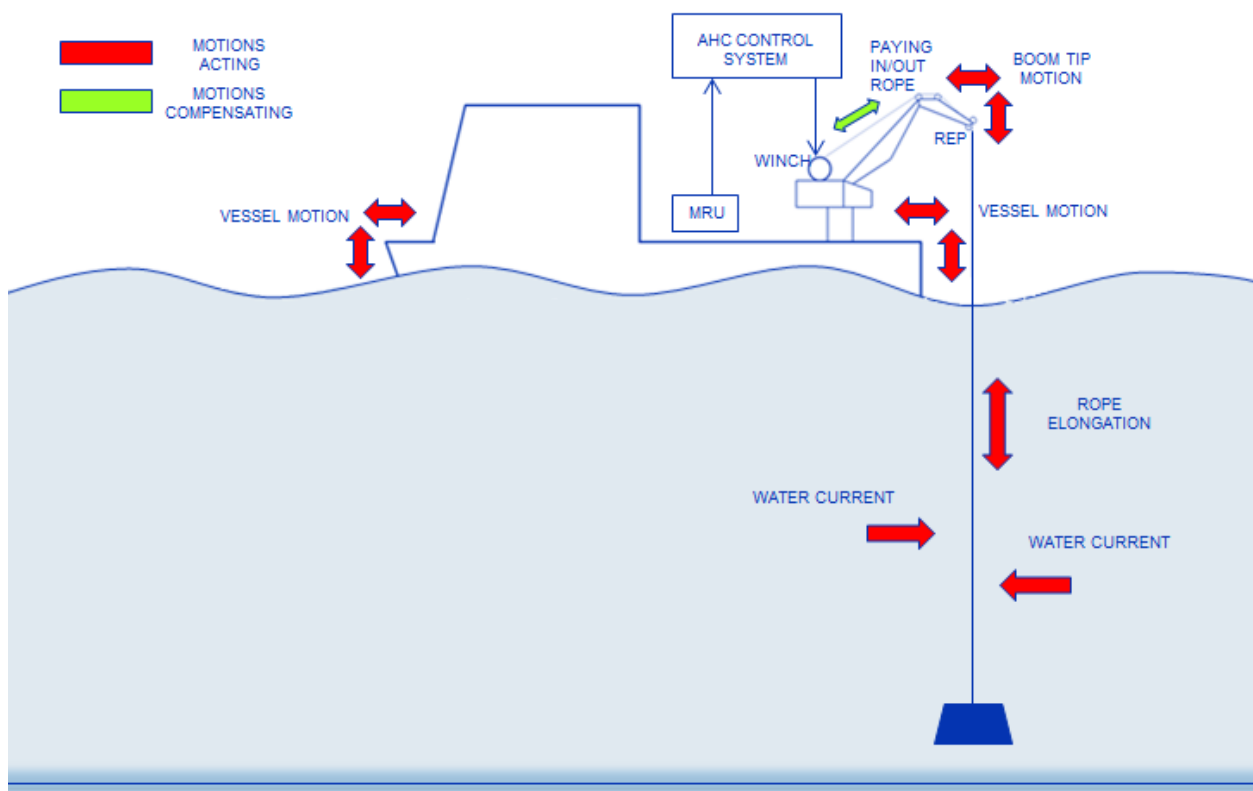 MOTIONS
ACTING
MOTIONS
COMPENSATING
AHC CONTROL
SYSTEM
PAYING
IN/OUT
ROPE
BOOM TIP
MOTION
REP
WINCH
MRU
VESSEL MOTION
VESSEL MOTION
ROPE
ELONGATION
WATER CURRENT
WATER CURRENT